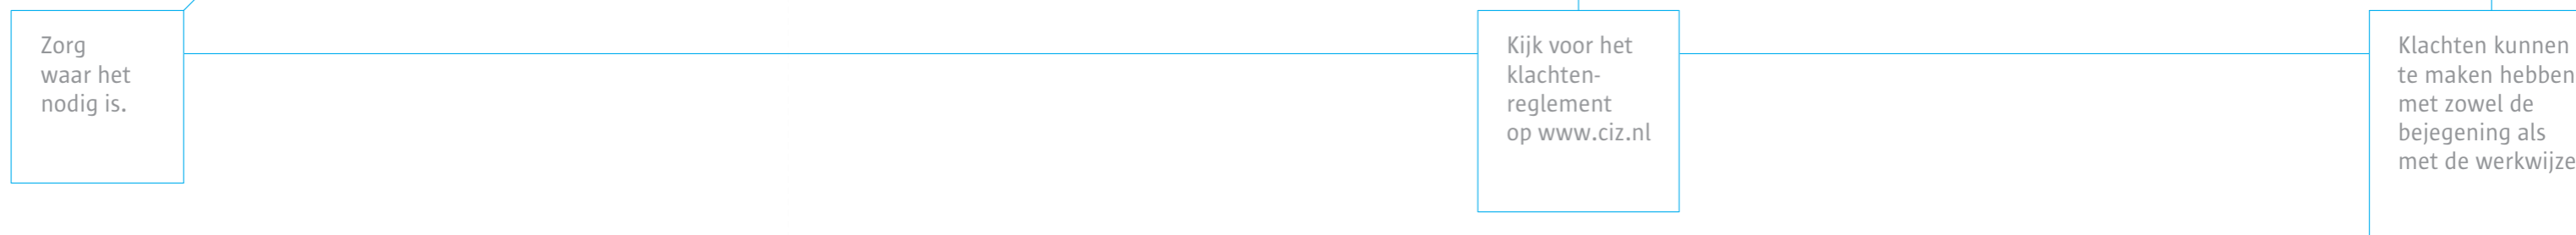 Zorg
waar het
nodig is.
Kijk voor het
klachten-
reglement
op www.ciz.nl
Klachten kunnen
te maken hebben
met zowel de
bejegening als
met de werkwijze